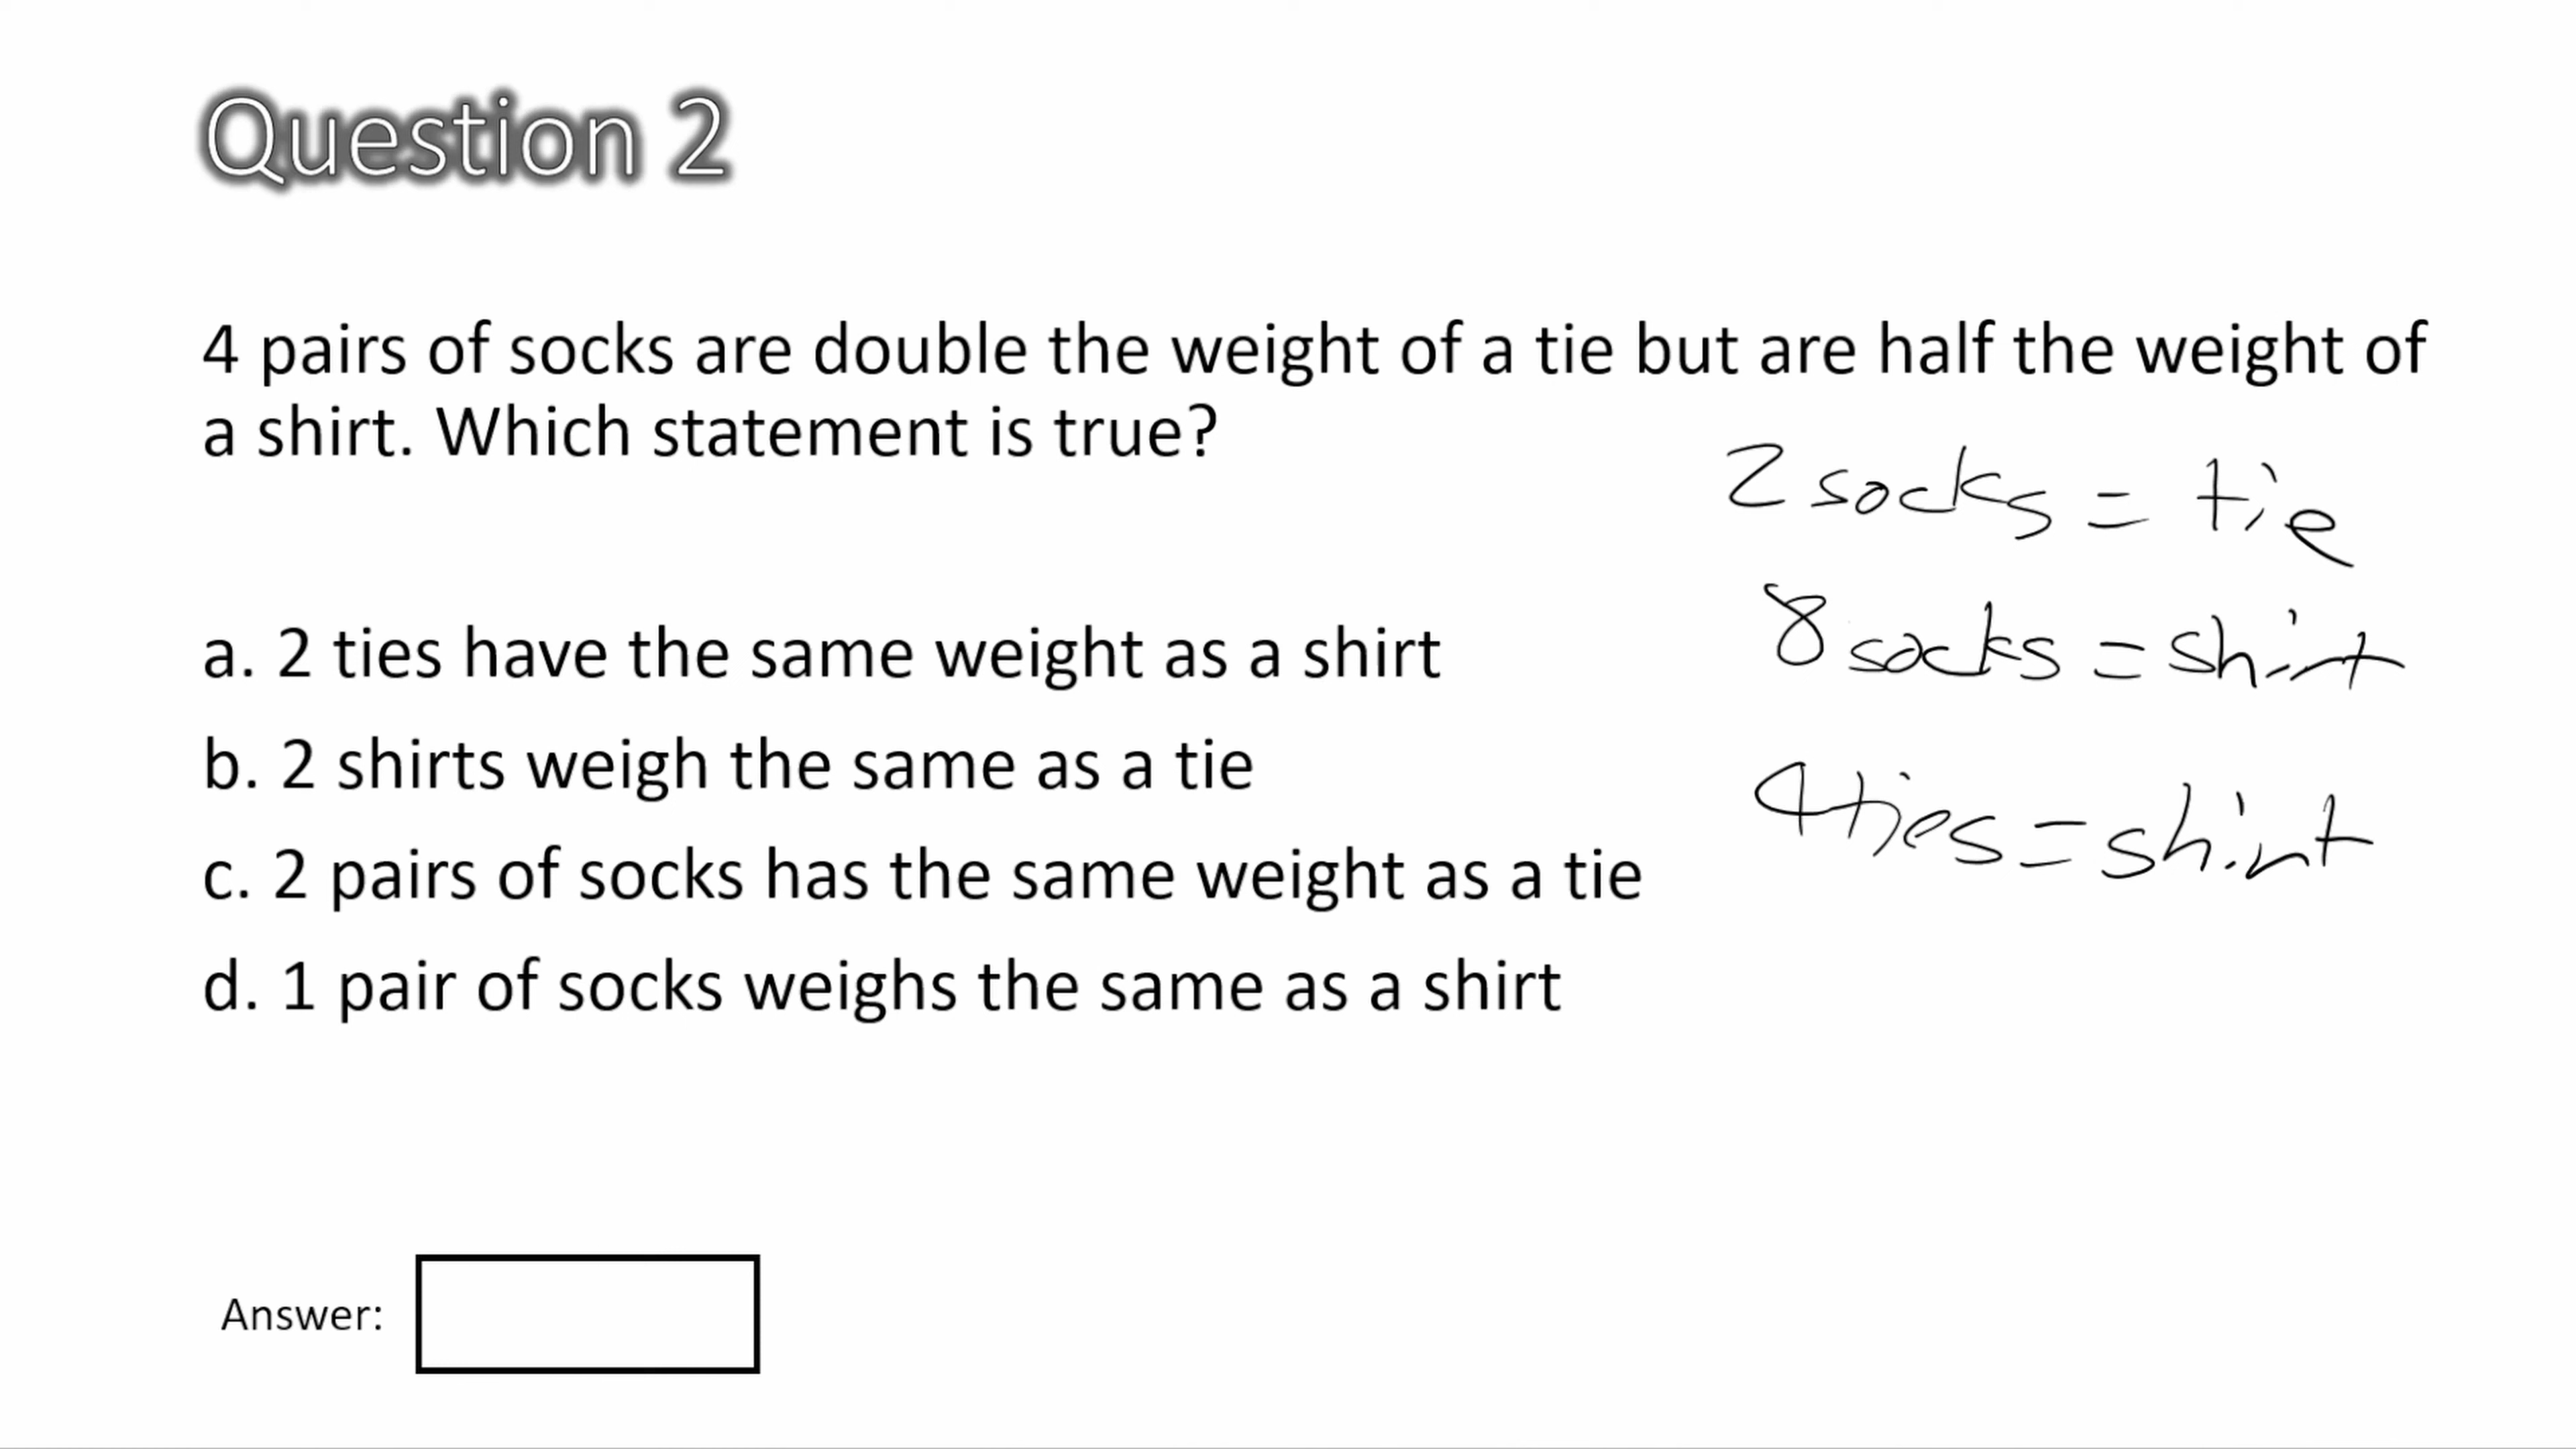 Question 2
4 pairs of socks are double the weight of a tie but are half the weight of
a shirt. Which statement is true?
2 socks = tie
8 socks = shirt
4 ties = shirt
a. 2 ties have the same weight as a shirt
b. 2 shirts weigh the same as a tie
c. 2 pairs of socks has the same weight as a tie
d. 1 pair of socks weighs the same as a shirt
Answer: